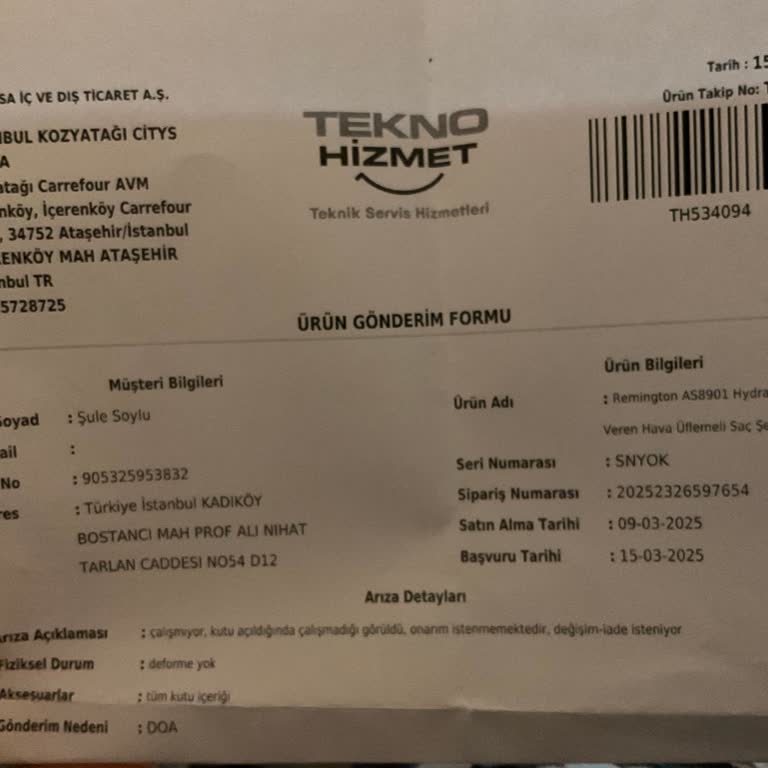 SA İÇ VE DIŞ TİCARET A.Ş.
BUL KOZYATAĞI CİTYS
A
atağı Carrefour AVM
nköy, İçerenköy Carrefour
, 34752 Ataşehir/İstanbul
ENKÖY MAH ATAŞEHİR
nbul TR
5728725
TEKNO
HİZMET
Teknik Servis Hizmetleri
Tarih : 15
Ürün Takip No: T
TH534094
ÜRÜN GÖNDERİM FORMU
Müşteri Bilgileri
Soyad : Şule Soylu
ail :
No : 905325953832
res : Türkiye İstanbul KADIKÖY
BOSTANCI MAH PROF ALI NIHAT
TARLAN CADDESI NO54 D12
Ürün Bilgileri
Ürün Adı : Remington AS8901 Hydra
Veren Hava Üflemeli Saç Şe
Seri Numarası : SNYOK
Sipariş Numarası : 20252326597654
Satın Alma Tarihi : 09-03-2025
Başvuru Tarihi : 15-03-2025
Arıza Detayları
Arıza Açıklaması : çalışmıyor, kutu açıldığında çalışmadığı görüldü, onarım istenmemektedir, değişim-iade isteniyor
Fiziksel Durum : deforme yok
Aksesuarlar : tüm kutu içeriği
Gönderim Nedeni : DOA